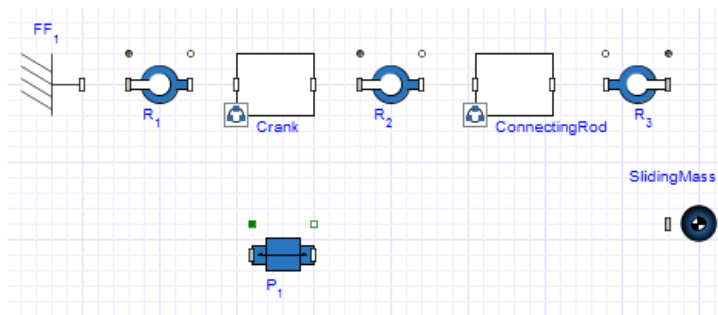 FF1
R1
Crank
R2
ConnectingRod
R3
SlidingMass
P1